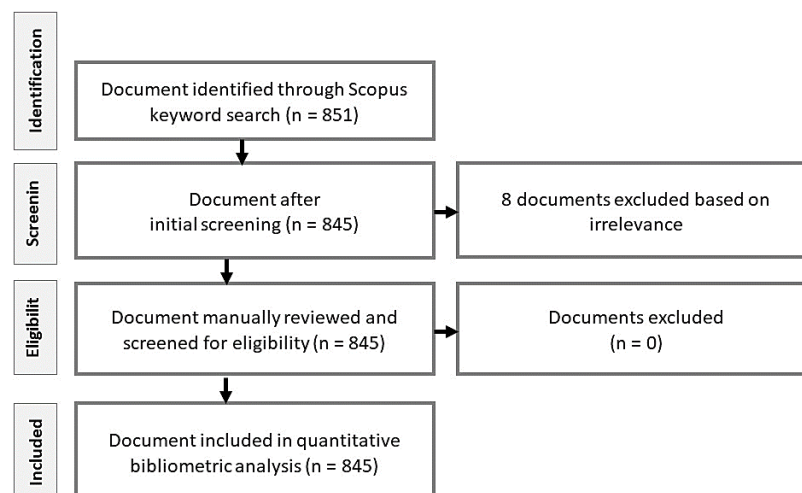 Identification
Document identified through Scopus
keyword search (n = 851)
Screenin
Document after
initial screening (n = 845)
8 documents excluded based on
irrelevance
Eligibilit
Document manually reviewed and
screened for eligibility (n = 845)
Documents excluded
(n = 0)
Included
Document included in quantitative
bibliometric analysis (n = 845)